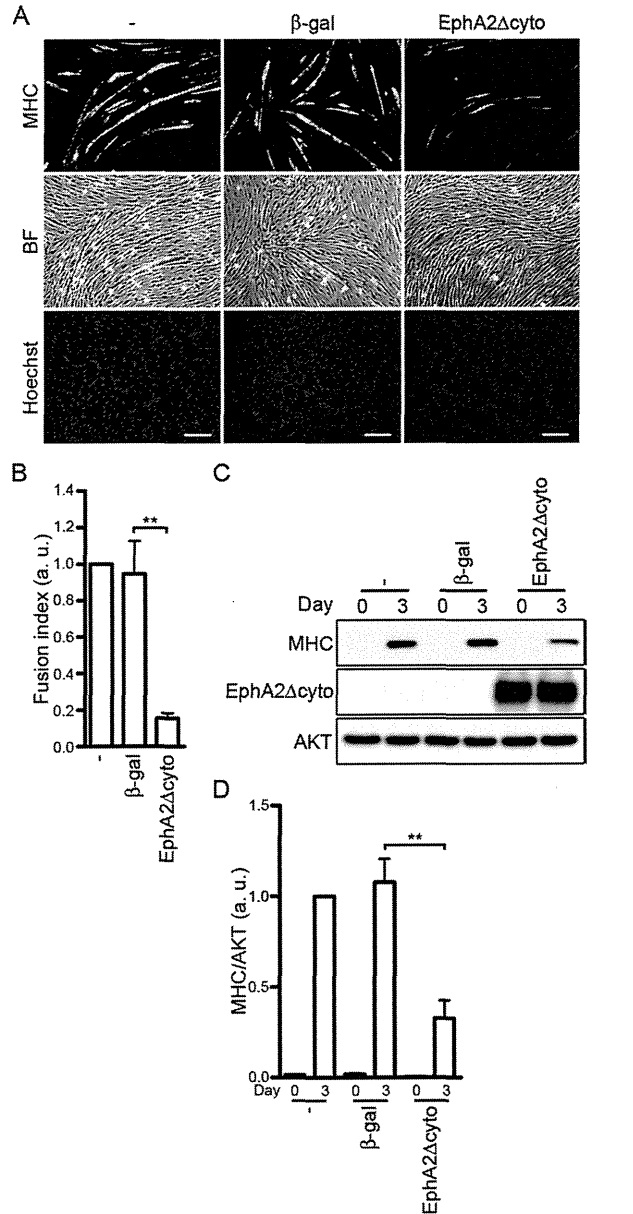 A
- β-gal EphA2Δcyto
MHC
BF
Hoechst
B
Fusion index (a. u.)
1.4
1.2
1.0
0.8
0.6
0.4
0.2
0.0
**
- β-gal EphA2Δcyto
C
- β-gal EphA2Δcyto
Day 0 3 0 3 0 3
MHC
EphA2Δcyto
AKT
D
MHC/AKT (a. u.)
1.5
1.0
0.5
0.0
**
Day 0 3 0 3 0 3
- β-gal EphA2Δcyto